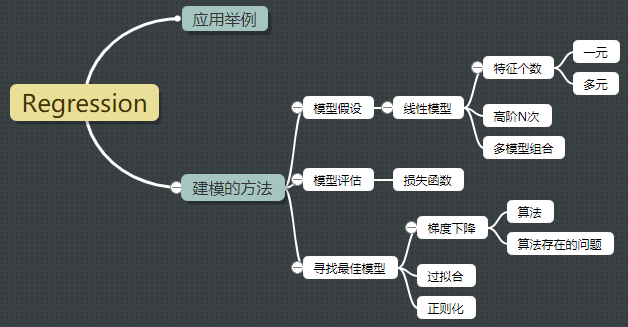 Regression
应用举例
建模的方法
模型假设
线性模型
特征个数
一元
多元
高阶N次
多模型组合
模型评估
损失函数
寻找最佳模型
梯度下降
算法
算法存在的问题
过拟合
正则化